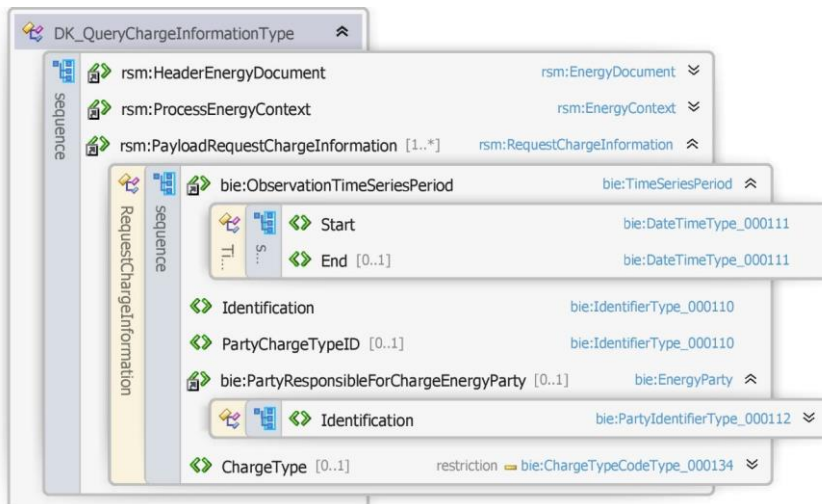 DK_QueryChargeInformationType
sequence
rsm:HeaderEnergyDocument rsm:EnergyDocument
rsm:ProcessEnergyContext rsm:EnergyContext
rsm:PayloadRequestChargeInformation [1..*] rsm:RequestChargeInformation
RequestChargeInformation
sequence
bie:ObservationTimeSeriesPeriod bie:TimeSeriesPeriod
Ti...
S...
Start bie:DateTimeType_000111
End [0..1] bie:DateTimeType_000111
Identification bie:IdentifierType_000110
PartyChargeTypeID [0..1] bie:IdentifierType_000110
bie:PartyResponsibleForChargeEnergyParty [0..1] bie:EnergyParty
Identification bie:PartyIdentifierType_000112
ChargeType [0..1] restriction bie:ChargeTypeCodeType_000134